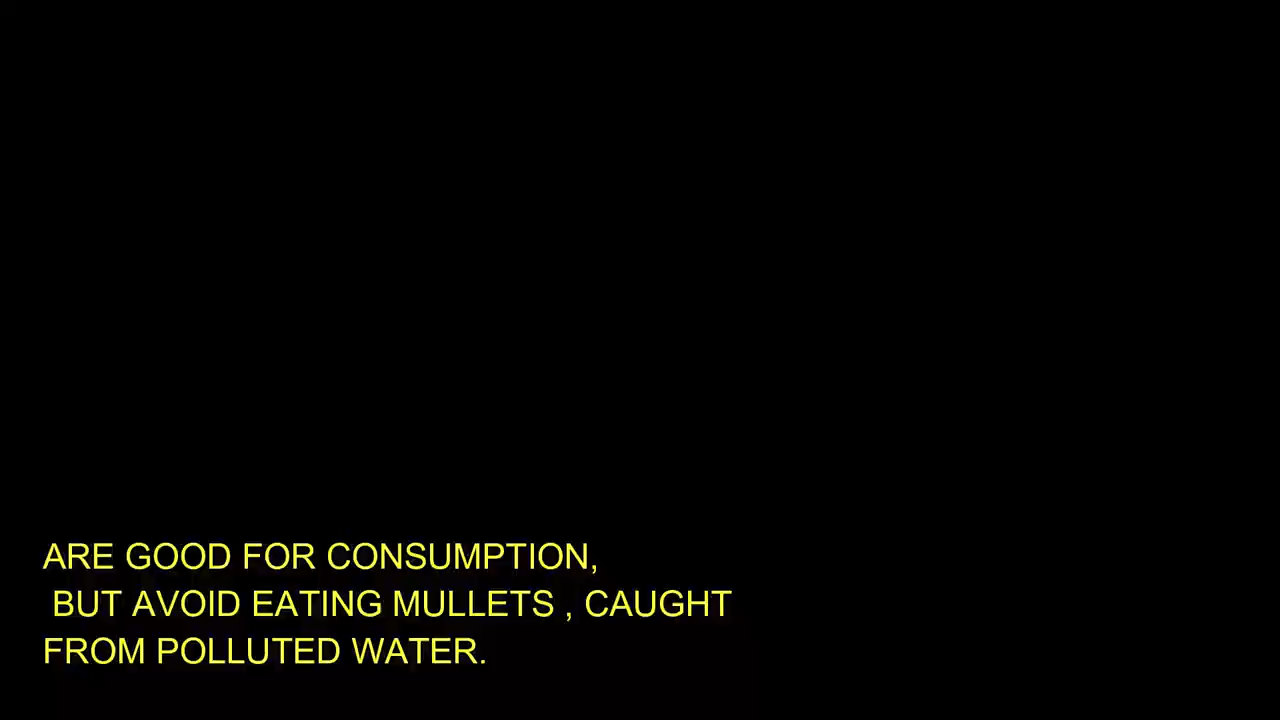 ARE GOOD FOR CONSUMPTION,
BUT AVOID EATING MULLETS , CAUGHT
FROM POLLUTED WATER.